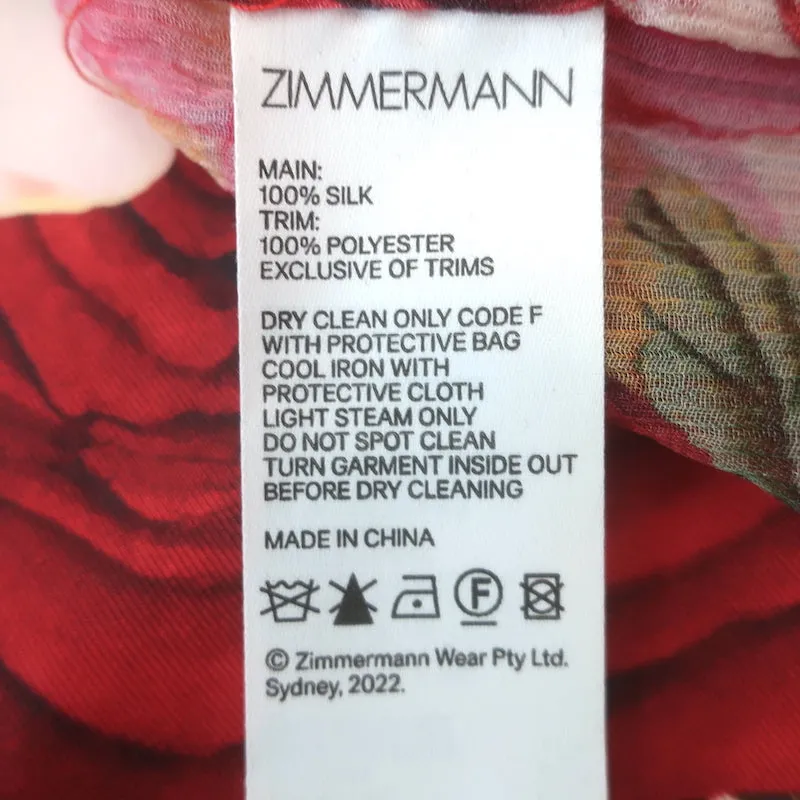 ZIMMERMANN
MAIN:
100% SILK
TRIM:
100% POLYESTER
EXCLUSIVE OF TRIMS
DRY CLEAN ONLY CODE F
WITH PROTECTIVE BAG
COOL IRON WITH
PROTECTIVE CLOTH
LIGHT STEAM ONLY
DO NOT SPOT CLEAN
TURN GARMENT INSIDE OUT
BEFORE DRY CLEANING
MADE IN CHINA
F
© Zimmermann Wear Pty Ltd.
Sydney, 2022.